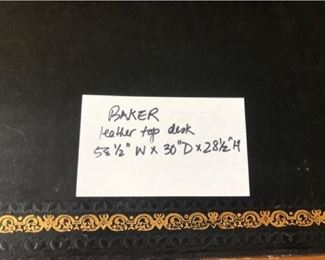 BAKER
leather top desk
58 1/2" W x 30" D x 28 1/2" H